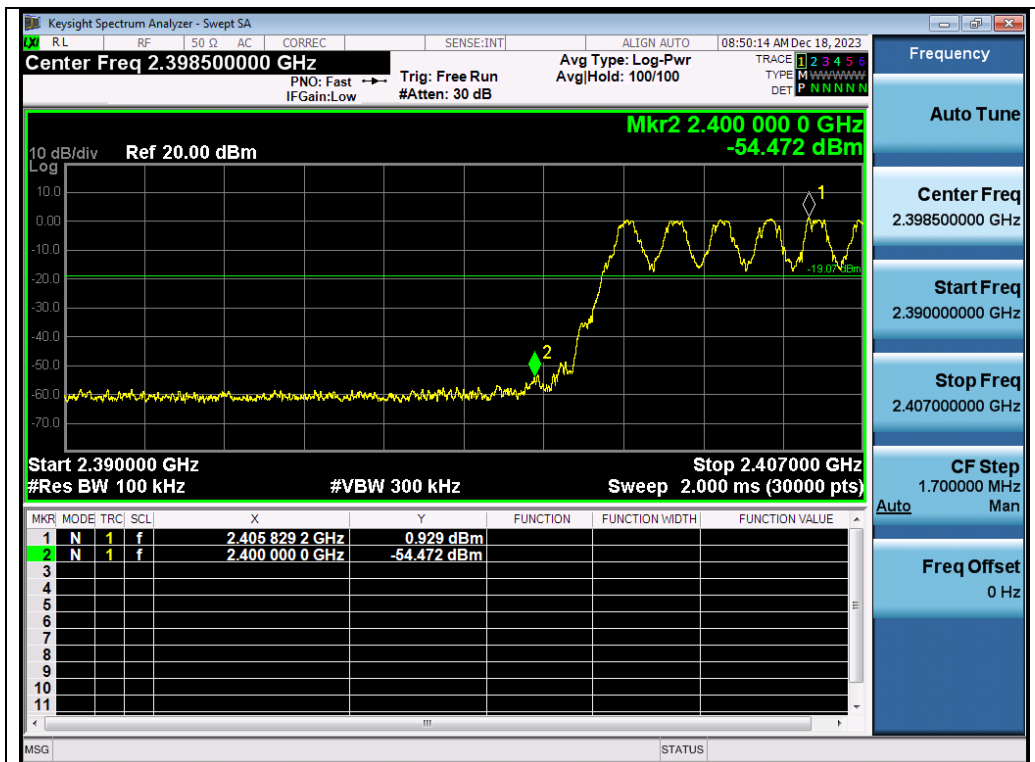 Keysight Spectrum Analyzer - Swept SA
LXI RL RF 50 Ω AC CORREC SENSE:INT ALIGN AUTO 08:50:14 AM Dec 18, 2023
Center Freq 2.398500000 GHz
PNO: Fast
IFGain:Low
Trig: Free Run
#Atten: 30 dB
Avg Type: Log-Pwr
Avg|Hold: 100/100
TRACE 1 2 3 4 5 6
TYPE M WWWWW
DET P N N N N N
Mkr2 2.400 000 0 GHz
-54.472 dBm
10 dB/div Ref 20.00 dBm
Log
10.0
0.00
-10.0
-20.0
-30.0
-40.0
-50.0
-60.0
-70.0
1
-19.07 dBm
2
Start 2.390000 GHz Stop 2.407000 GHz
#Res BW 100 kHz #VBW 300 kHz Sweep 2.000 ms (30000 pts)
MKR MODE TRC SCL X Y FUNCTION FUNCTION WIDTH FUNCTION VALUE
1 N 1 f 2.405 829 2 GHz 0.929 dBm
2 N 1 f 2.400 000 0 GHz -54.472 dBm
3
4
5
6
7
8
9
10
11
MSG STATUS
Frequency
Auto Tune
Center Freq
2.398500000 GHz
Start Freq
2.390000000 GHz
Stop Freq
2.407000000 GHz
CF Step
1.700000 MHz
Auto Man
Freq Offset
0 Hz